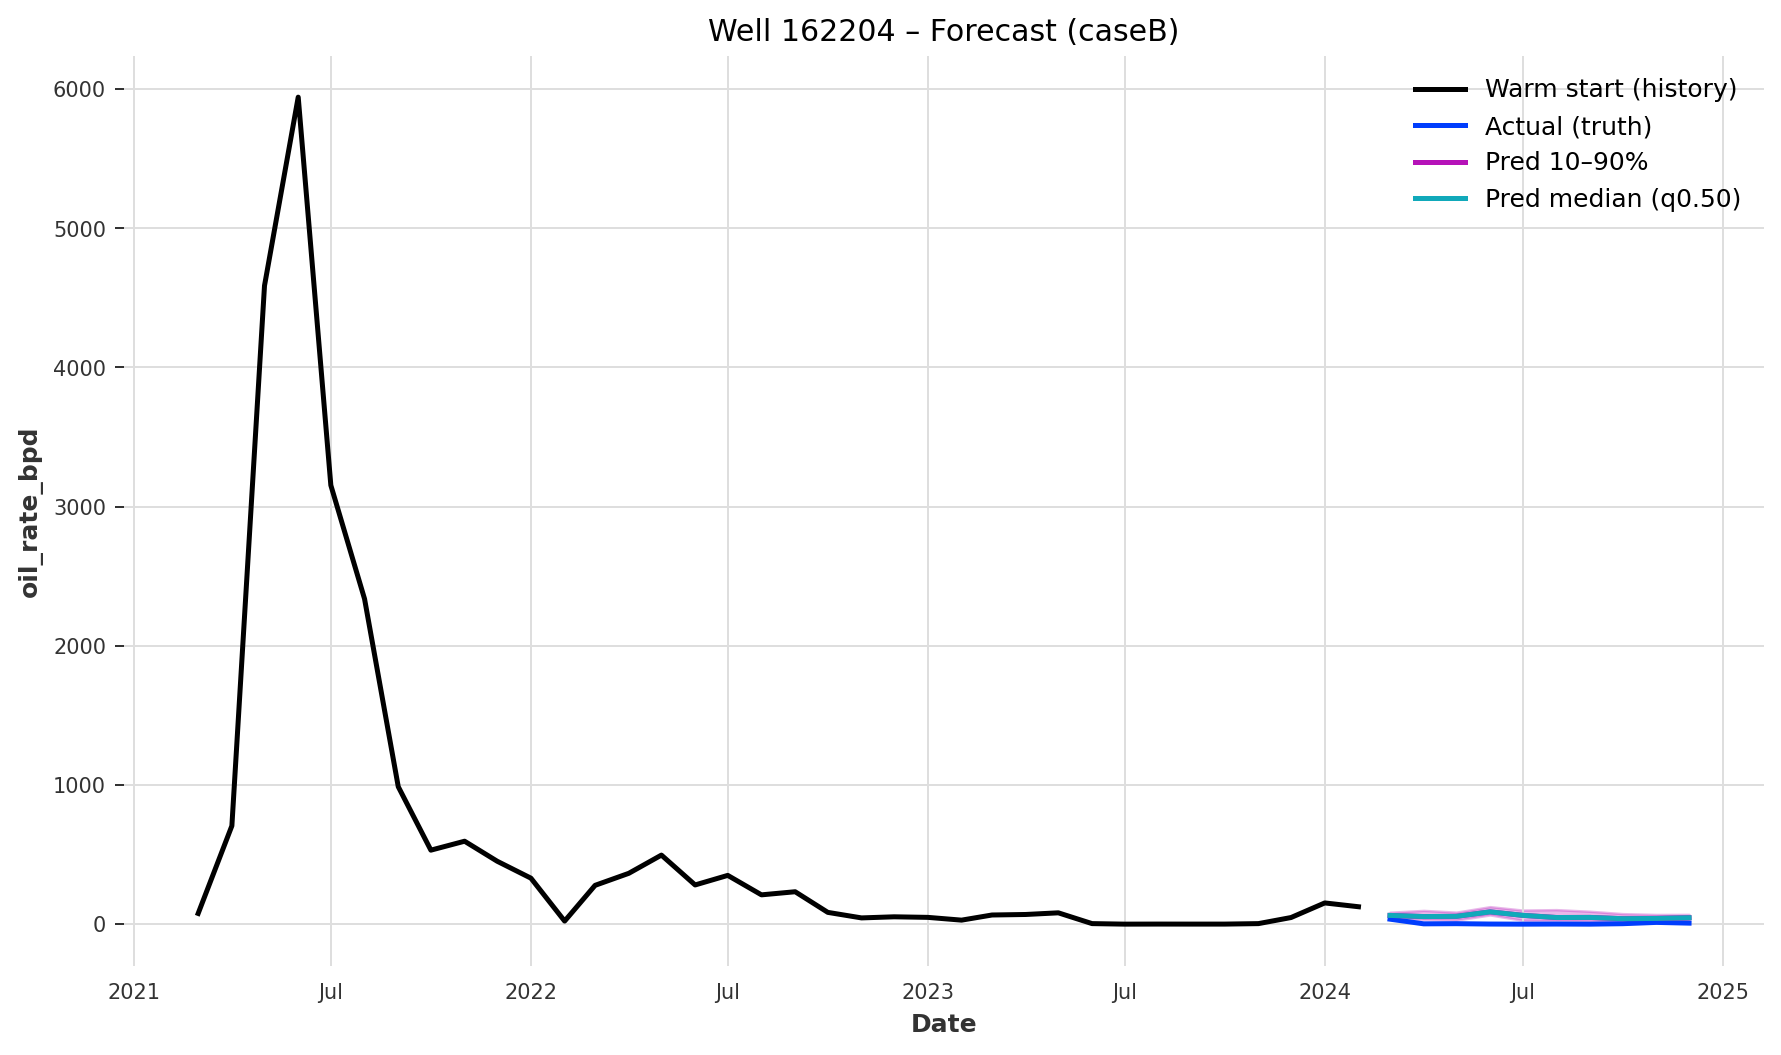 Well 162204 – Forecast (caseB)
Warm start (history)
Actual (truth)
Pred 10–90%
Pred median (q0.50)
oil_rate_bpd
6000
5000
4000
3000
2000
1000
0
2021
Jul
2022
Jul
2023
Jul
2024
Jul
2025
Date